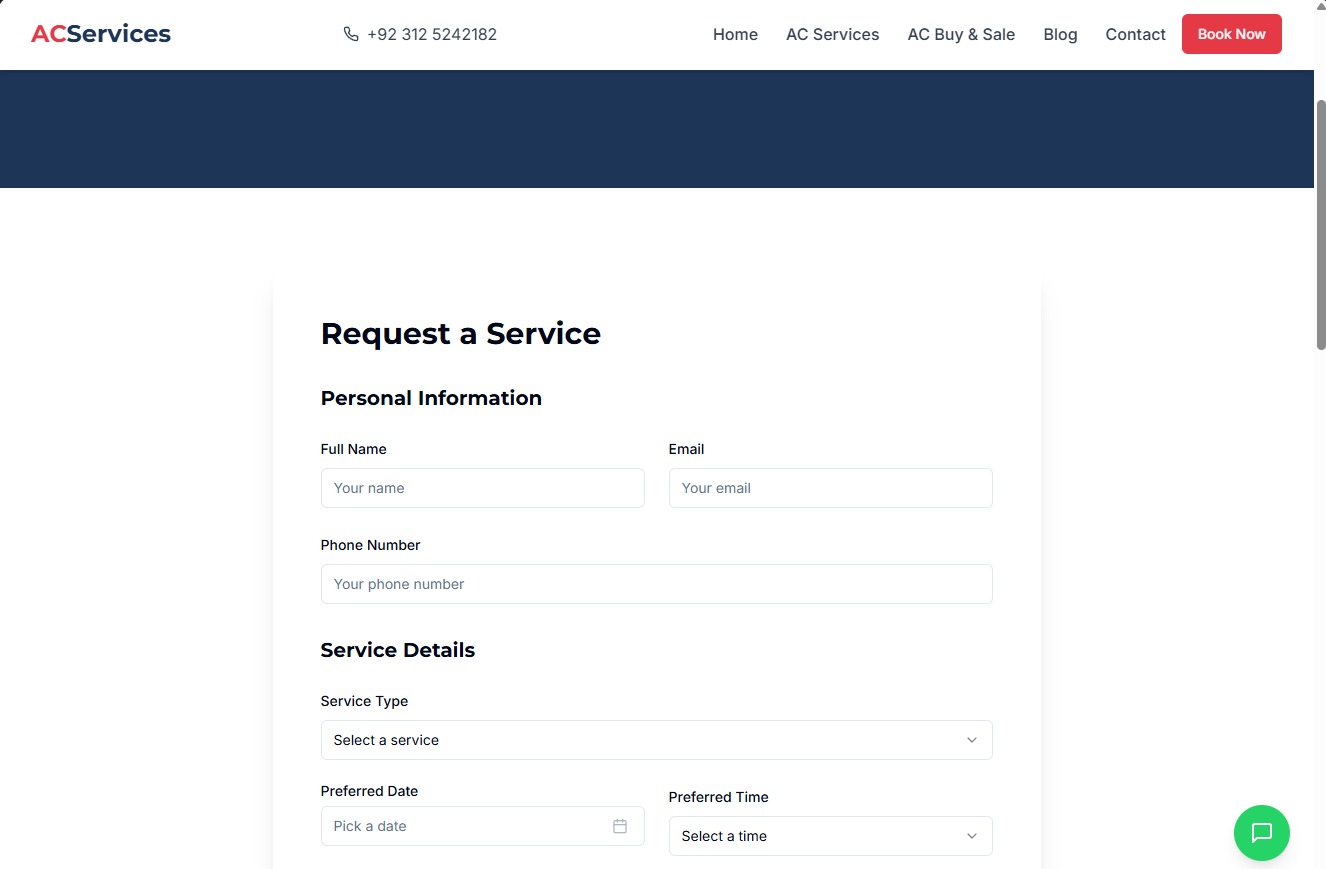 ACServices +92 312 5242182 Home AC Services AC Buy & Sale Blog Contact Book Now
Request a Service
Personal Information
Full Name Email
Your name Your email
Phone Number
Your phone number
Service Details
Service Type
Select a service
Preferred Date Preferred Time
Pick a date Select a time